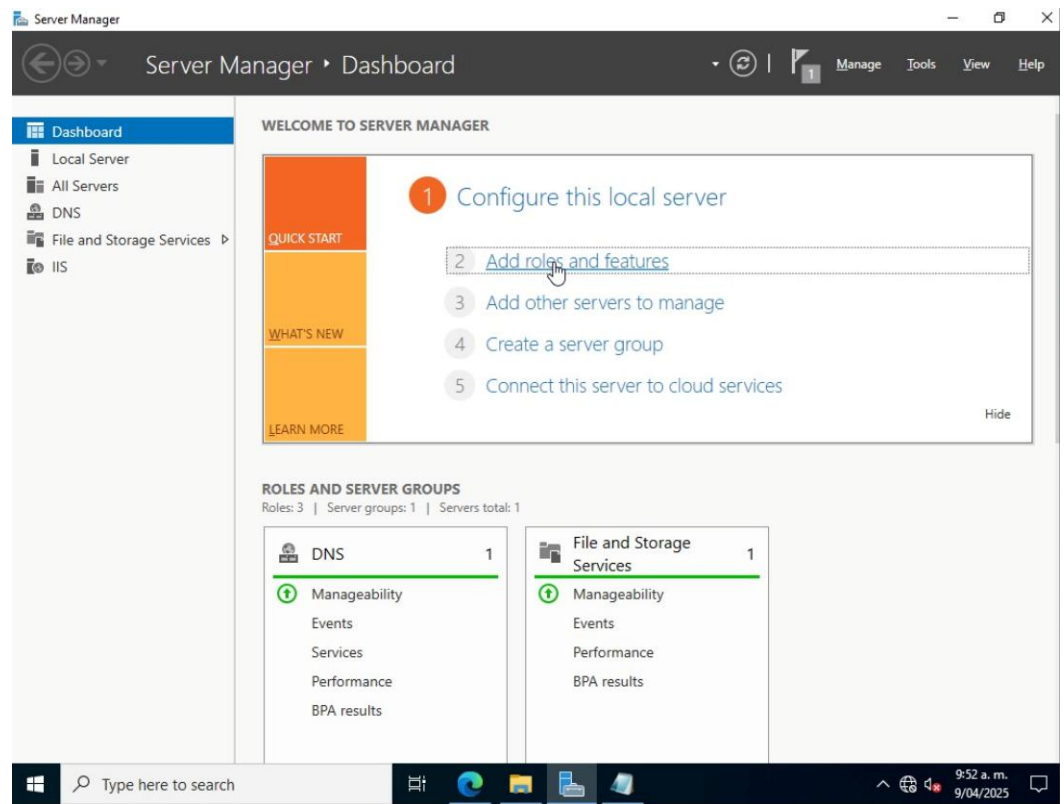 Server Manager
Server Manager • Dashboard
1
Manage Tools View Help
Dashboard
Local Server
All Servers
DNS
File and Storage Services
IIS
WELCOME TO SERVER MANAGER
QUICK START
WHAT'S NEW
LEARN MORE
1 Configure this local server
2 Add roles and features
3 Add other servers to manage
4 Create a server group
5 Connect this server to cloud services
Hide
ROLES AND SERVER GROUPS
Roles: 3 | Server groups: 1 | Servers total: 1
DNS 1
Manageability
Events
Services
Performance
BPA results
File and Storage
Services
1
Manageability
Events
Performance
BPA results
Type here to search
9:52 a. m.
9/04/2025